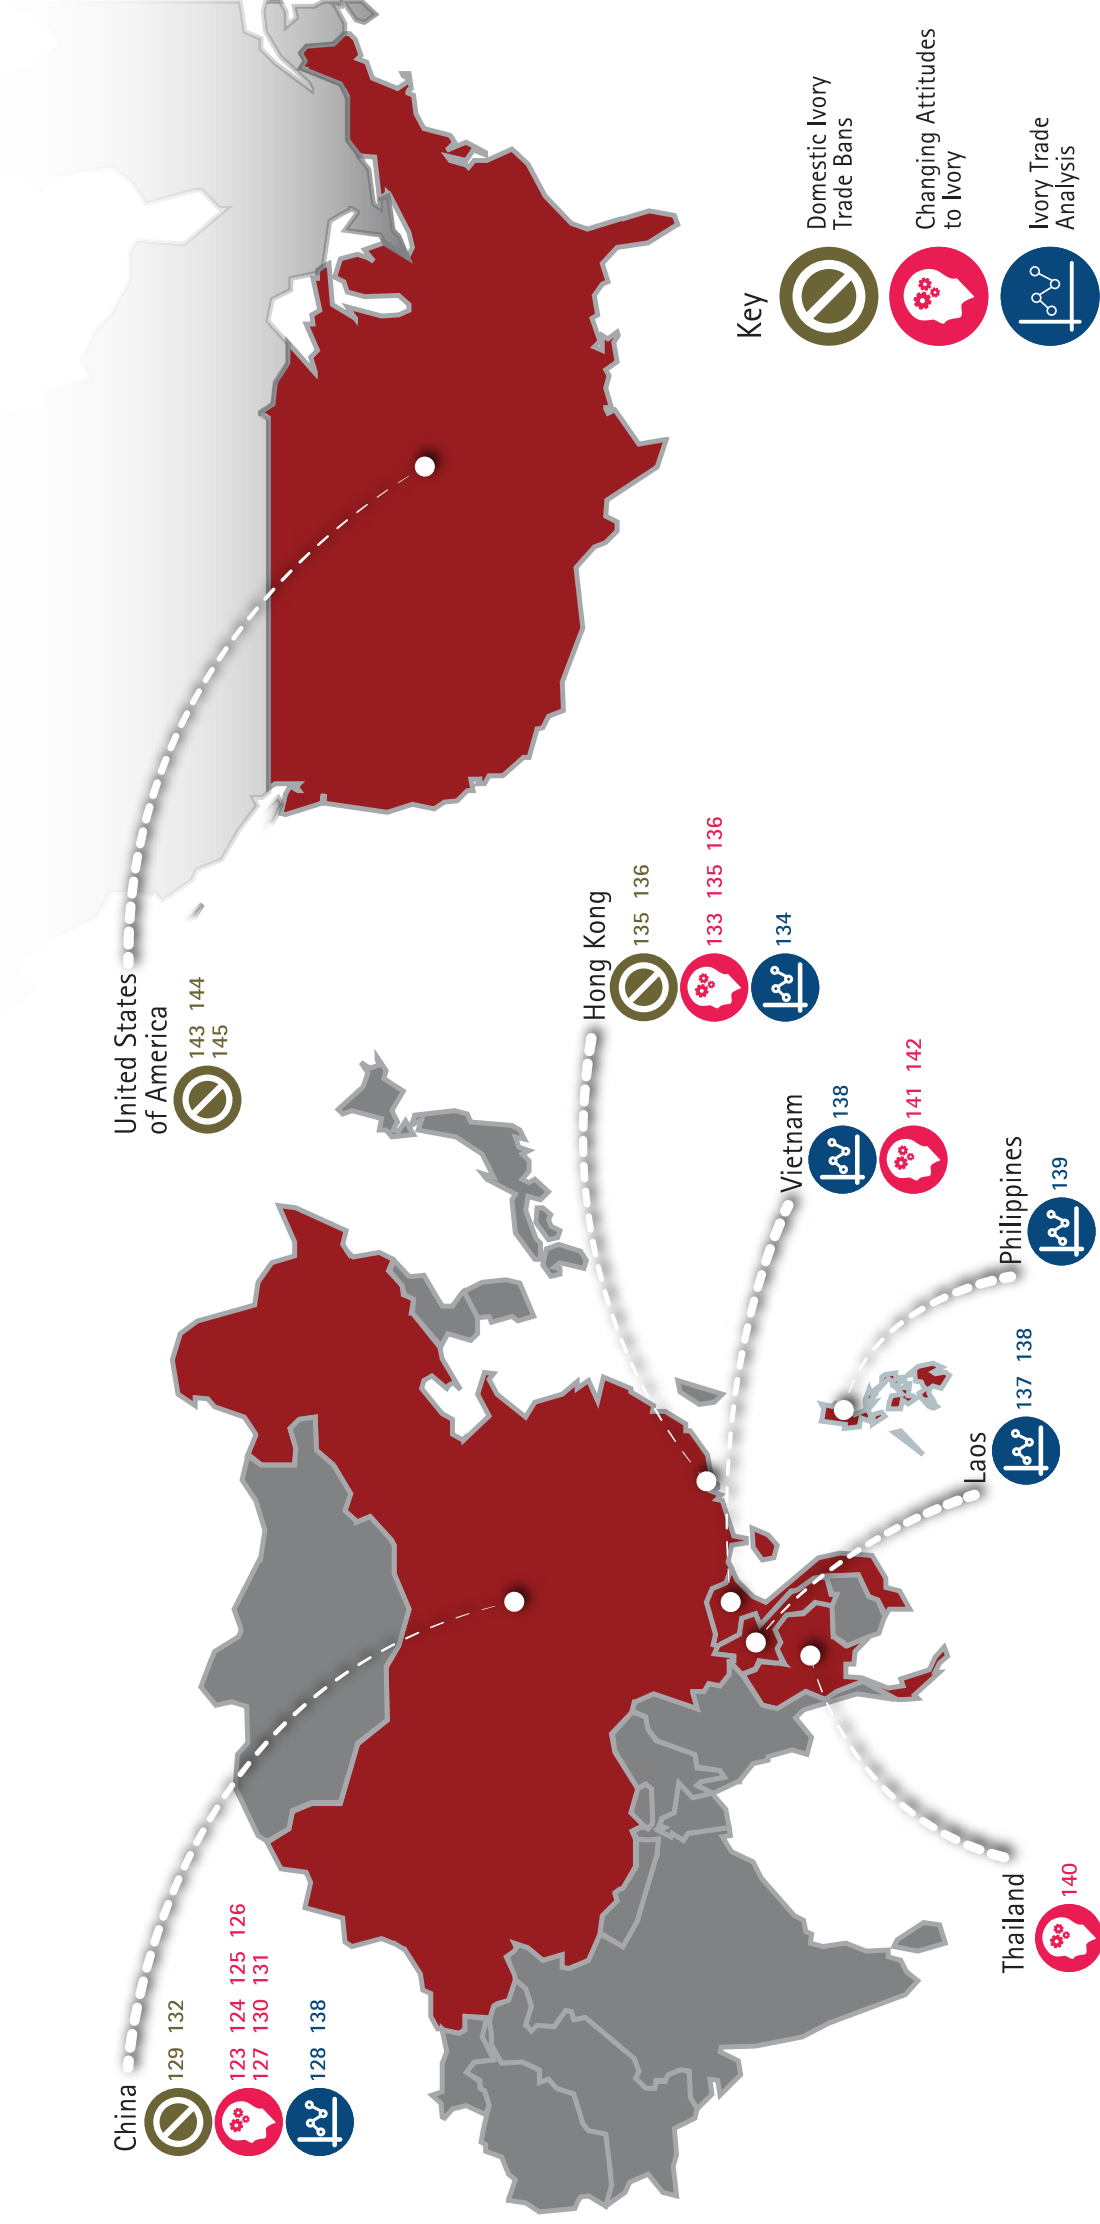 China
129 132
123 124 125 126
127 130 131
128 138
United States
of America
143 144
145
Hong Kong
135 136
133 135 136
134
Vietnam
138
141 142
Philippines
139
Laos
137 138
Thailand
140
Key
Domestic Ivory
Trade Bans
Changing Attitudes
to Ivory
Ivory Trade
Analysis